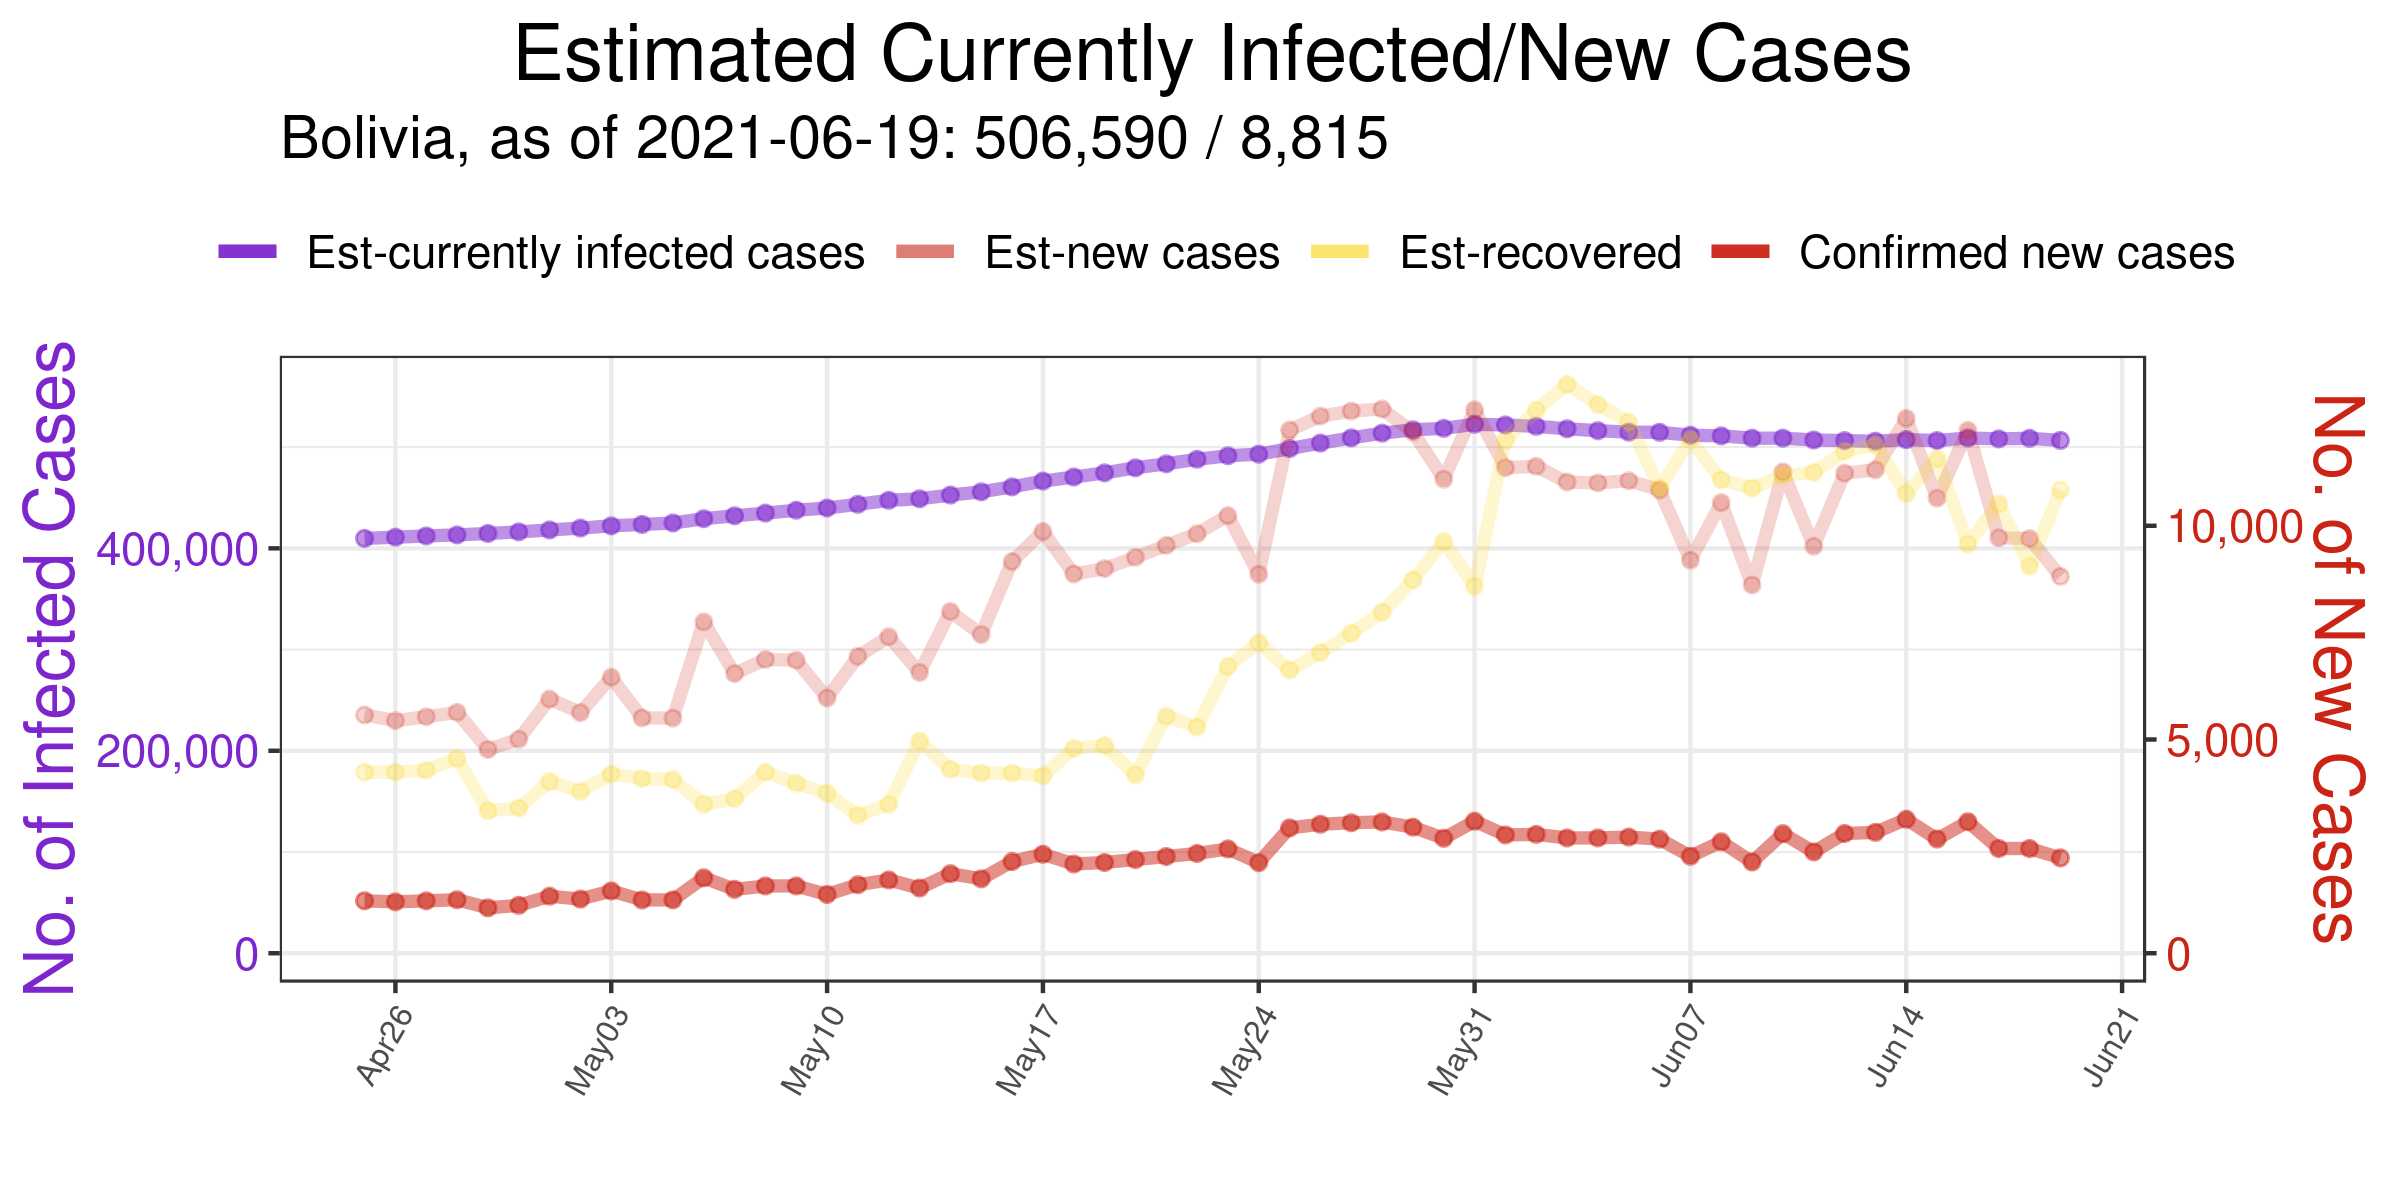 Estimated Currently Infected/New Cases
Bolivia, as of 2021-06-19: 506,590 / 8,815
Est-currently infected cases Est-new cases Est-recovered Confirmed new cases
No. of Infected Cases
400,000
200,000
0
10,000
5,000
0
No. of New Cases
Apr26 May03 May10 May17 May24 May31 Jun07 Jun14 Jun21